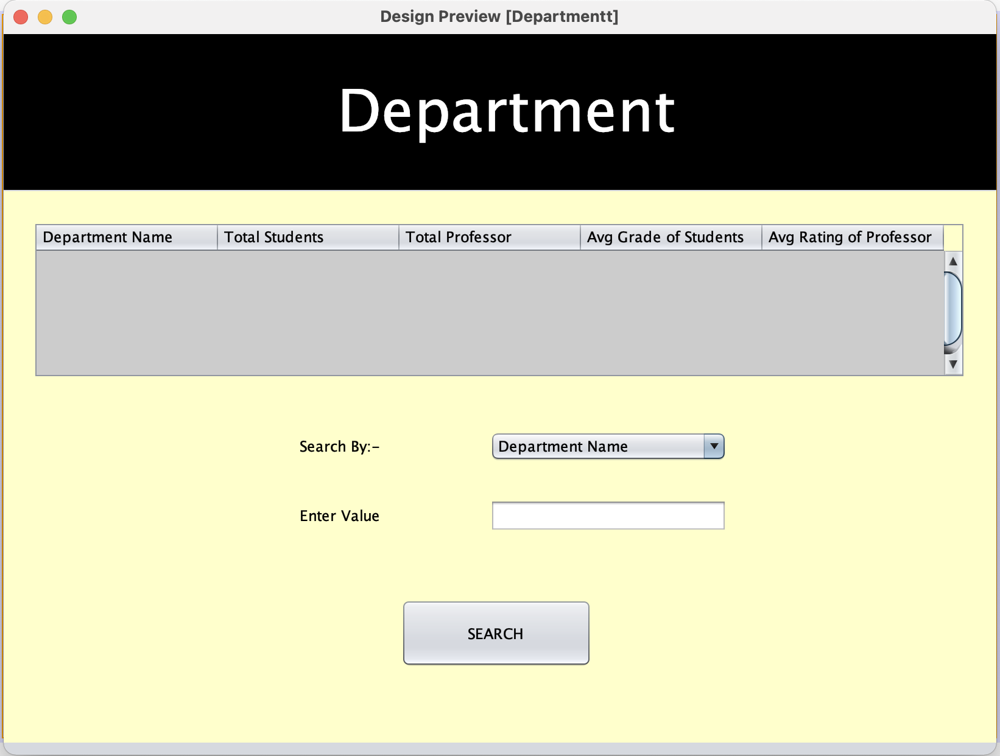 Design Preview [Departmentt]
Department
Department Name Total Students Total Professor Avg Grade of Students Avg Rating of Professor
Search By:-
Department Name
Enter Value
SEARCH